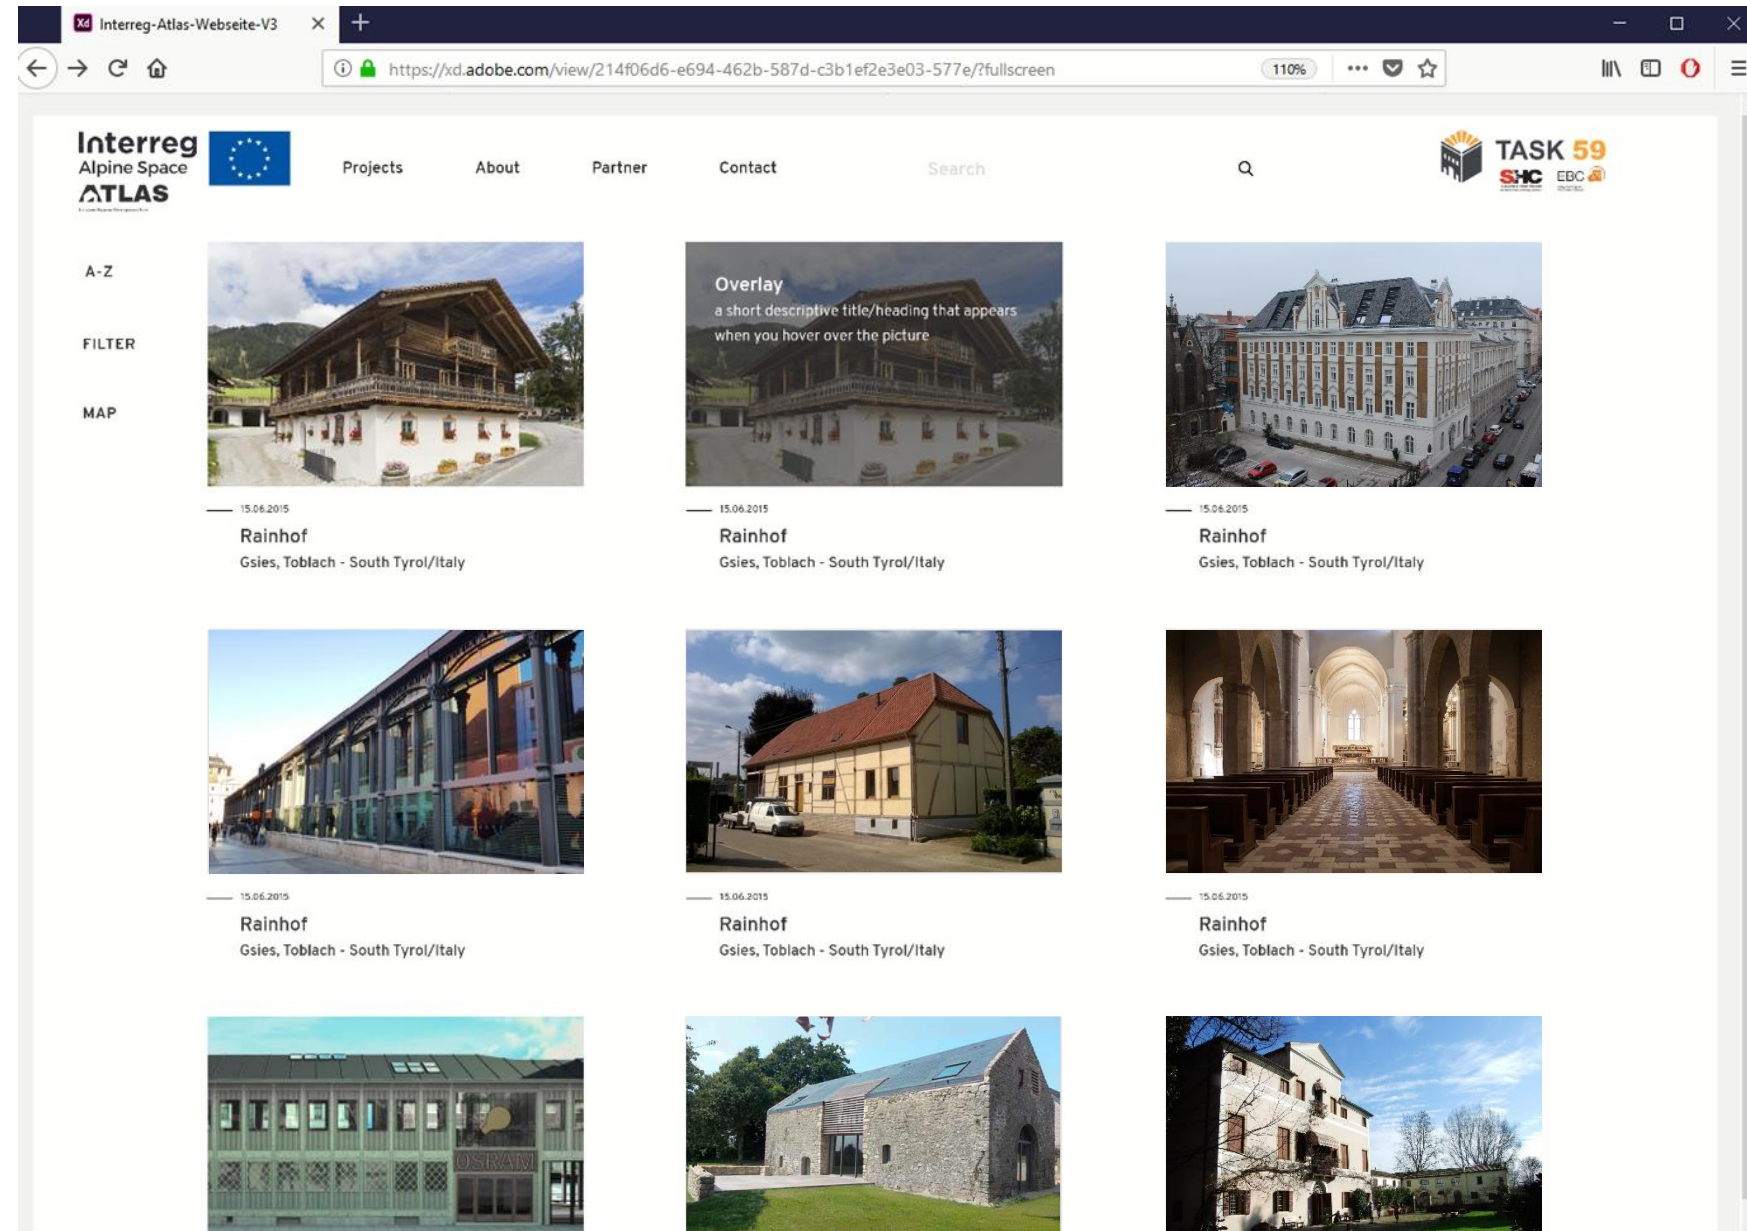 Interreg-Atlas-Webseite-V3
https://xd.adobe.com/view/214f06d6-e694-462b-587d-c3b1ef2e3e03-577e/?fullscreen
110%
Interreg
Alpine Space
ATLAS
Projects
About
Partner
Contact
Search
TASK 59
SHC EBC
A-Z
FILTER
MAP
Overlay
a short descriptive title/heading that appears
when you hover over the picture
15.06.2015
Rainhof
Gsies, Toblach - South Tyrol/Italy
15.06.2015
Rainhof
Gsies, Toblach - South Tyrol/Italy
15.06.2015
Rainhof
Gsies, Toblach - South Tyrol/Italy
15.06.2015
Rainhof
Gsies, Toblach - South Tyrol/Italy
15.06.2015
Rainhof
Gsies, Toblach - South Tyrol/Italy
15.06.2015
Rainhof
Gsies, Toblach - South Tyrol/Italy
OSRAM